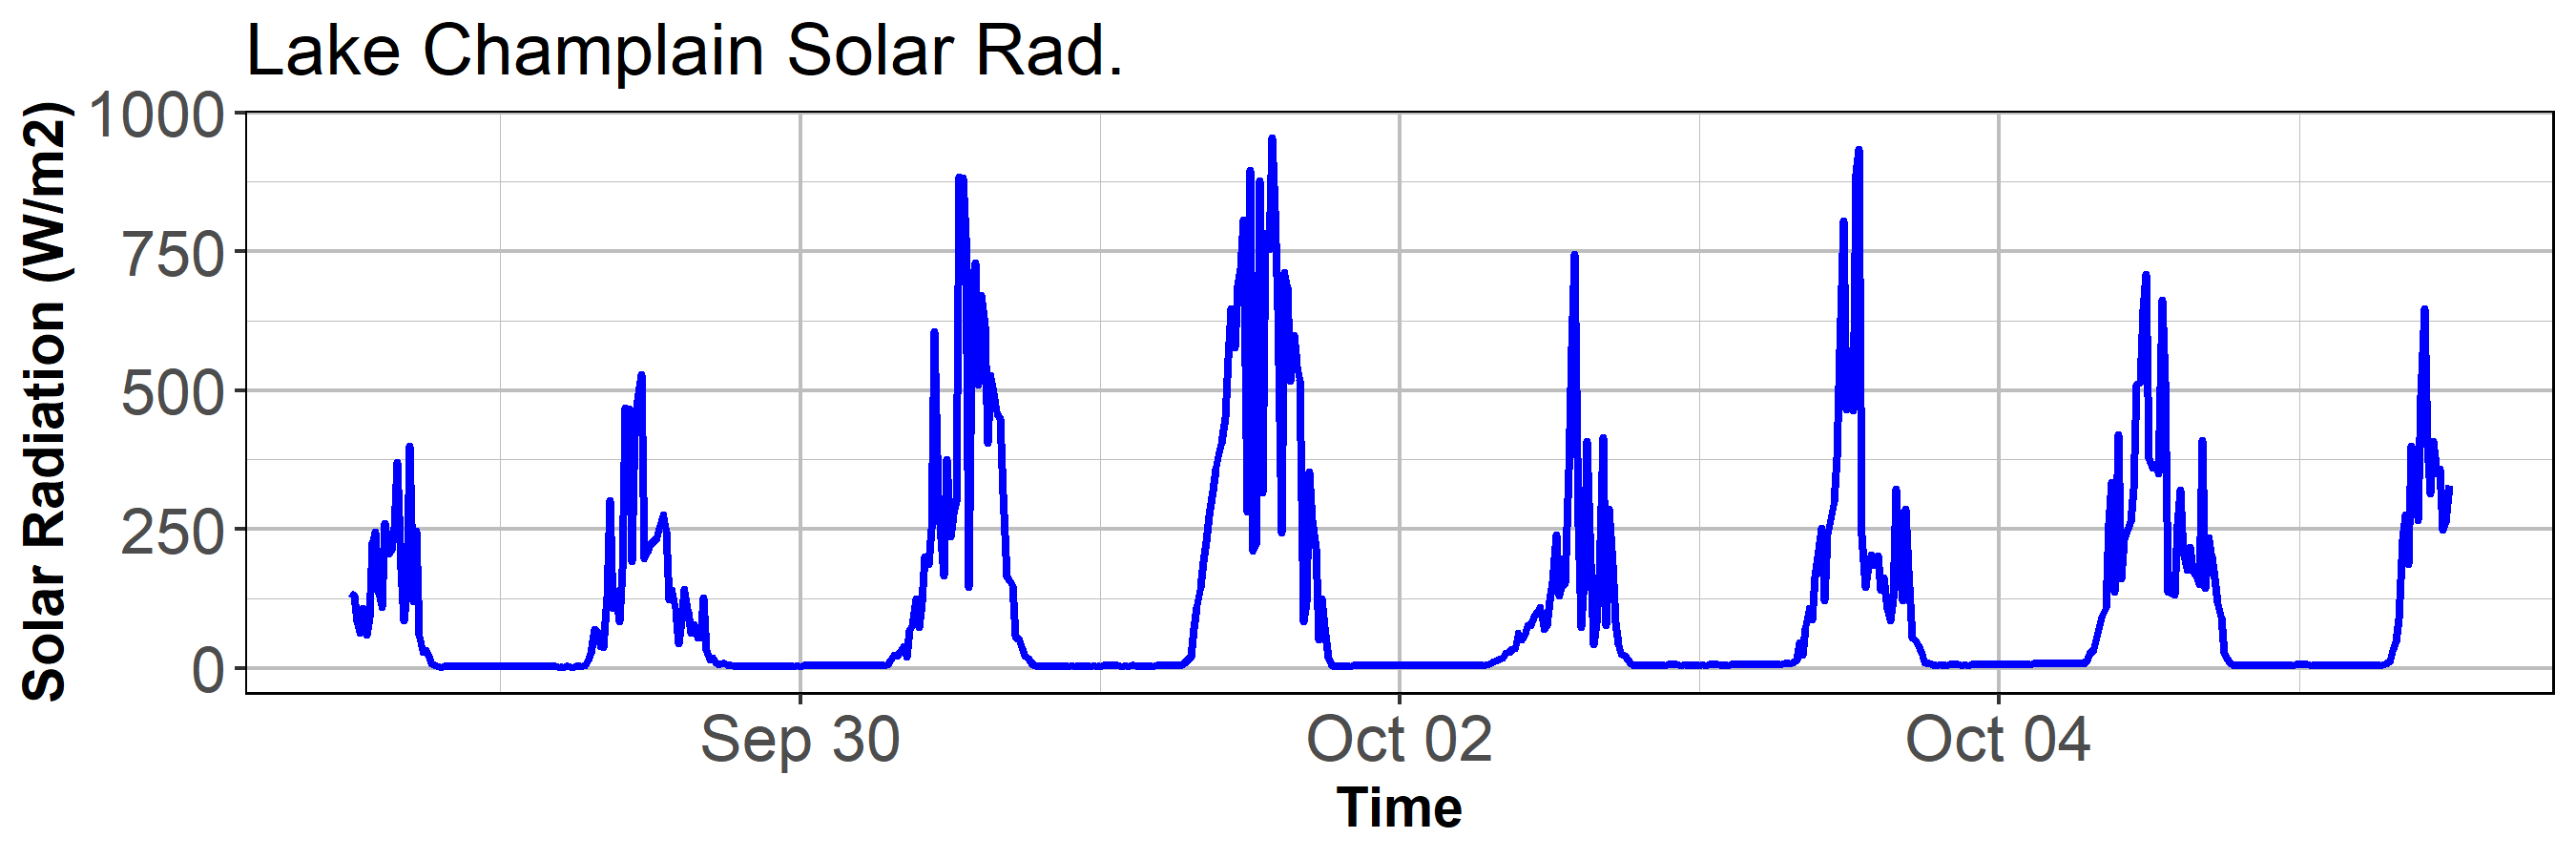 Lake Champlain Solar Rad.
Solar Radiation (W/m2)
1000
750
500
250
0
Sep 30
Oct 02
Oct 04
Time